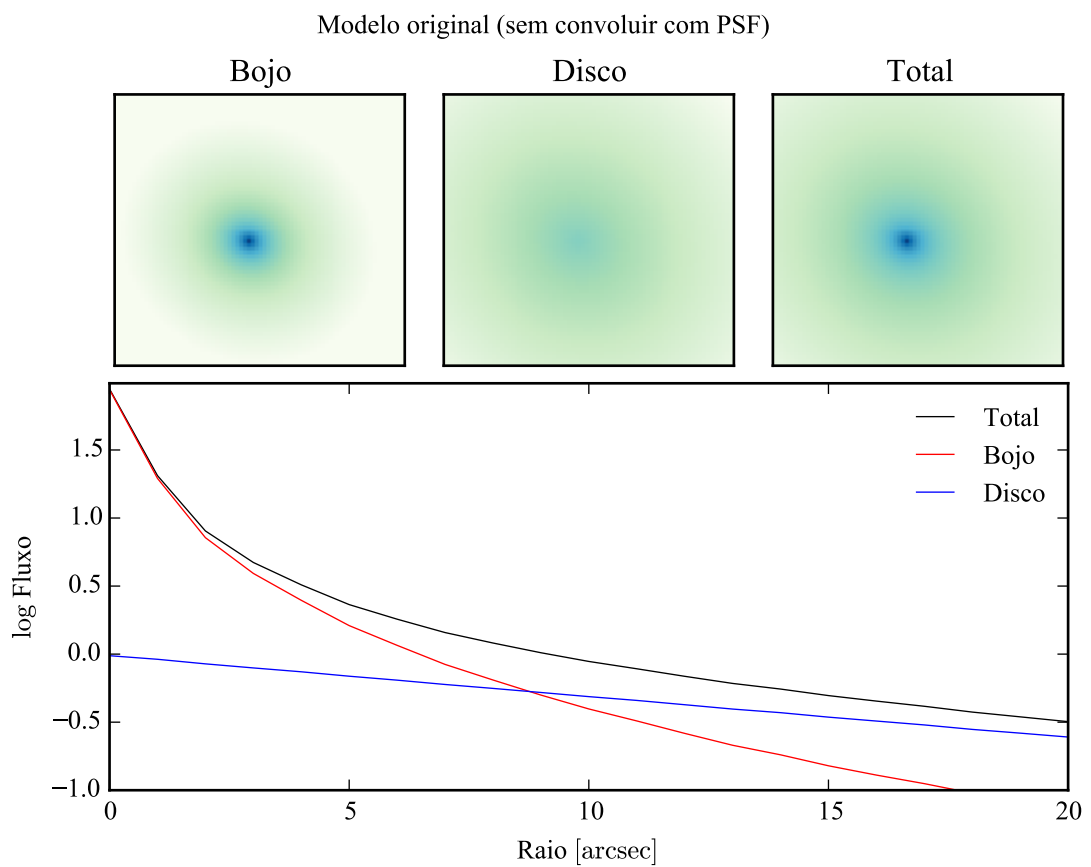 Modelo original (sem convoluir com PSF)
Bojo Disco Total
Total
Bojo
Disco
log Fluxo
1.5
1.0
0.5
0.0
−0.5
−1.0
0 5 10 15 20
Raio [arcsec]